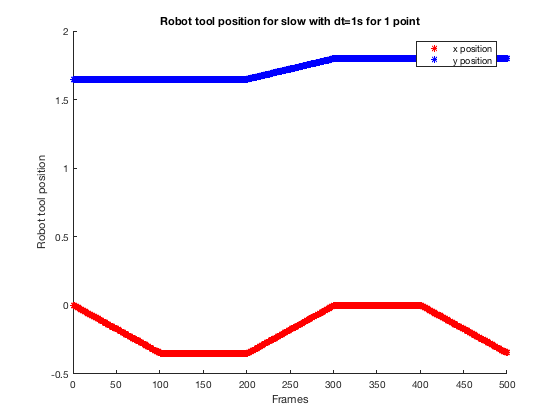 Robot tool position for slow with dt=1s for 1 point
x position
y position
2
1.5
1
0.5
0
-0.5
Robot tool position
0 50 100 150 200 250 300 350 400 450 500
Frames